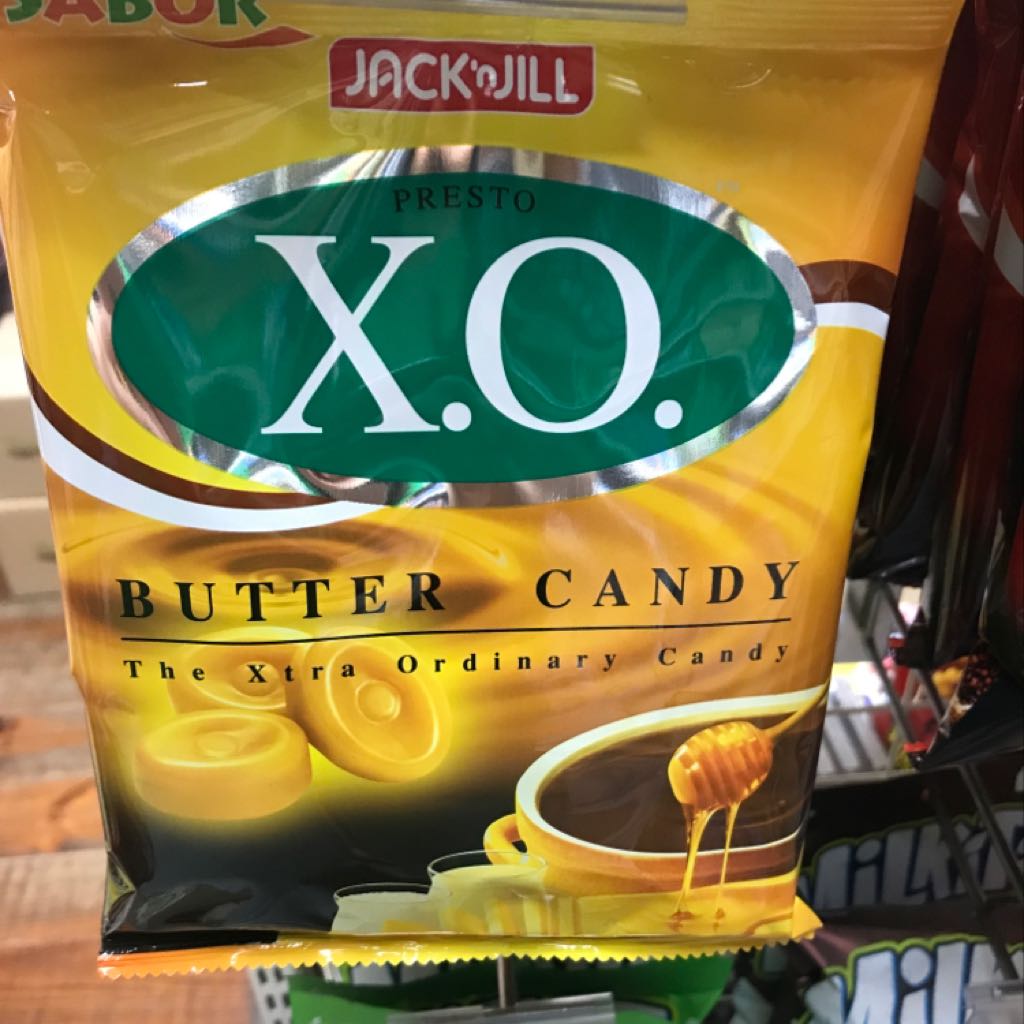 SABOR
JACK'n JILL
PRESTO
X.O.
BUTTER CANDY
The Xtra Ordinary Candy